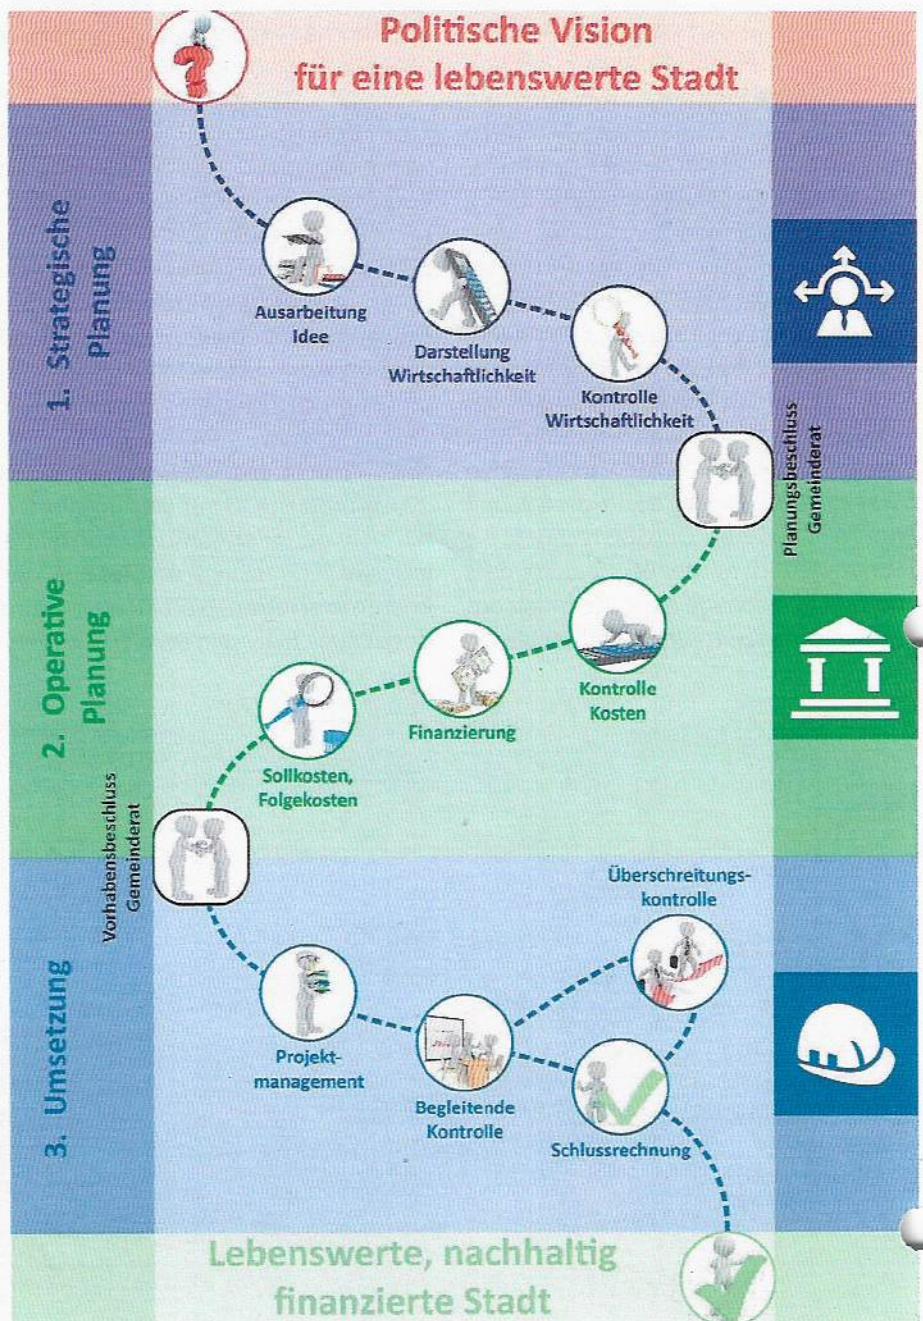 Politische Vision
für eine lebenswerte Stadt
1. Strategische
Planung
Ausarbeitung
Idee
Darstellung
Wirtschaftlichkeit
Kontrolle
Wirtschaftlichkeit
Planungsbeschluss
Gemeinderat
2. Operative
Planung
Kontrolle
Kosten
Finanzierung
Sollkosten,
Folgekosten
Vorhabensbeschluss
Gemeinderat
3. Umsetzung
Projekt-
management
Begleitende
Kontrolle
Überschreitungs-
kontrolle
Schlussrechnung
Lebenswerte, nachhaltig
finanzierte Stadt